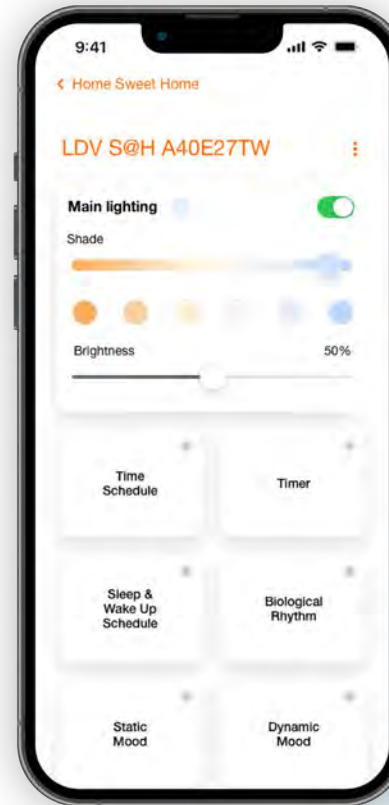 9:41
< Home Sweet Home
LDV S@H A40E27TW
Main lighting
Shade
Brightness 50%
Time
Schedule
Timer
Sleep &
Wake Up
Schedule
Biological
Rhythm
Static
Mood
Dynamic
Mood